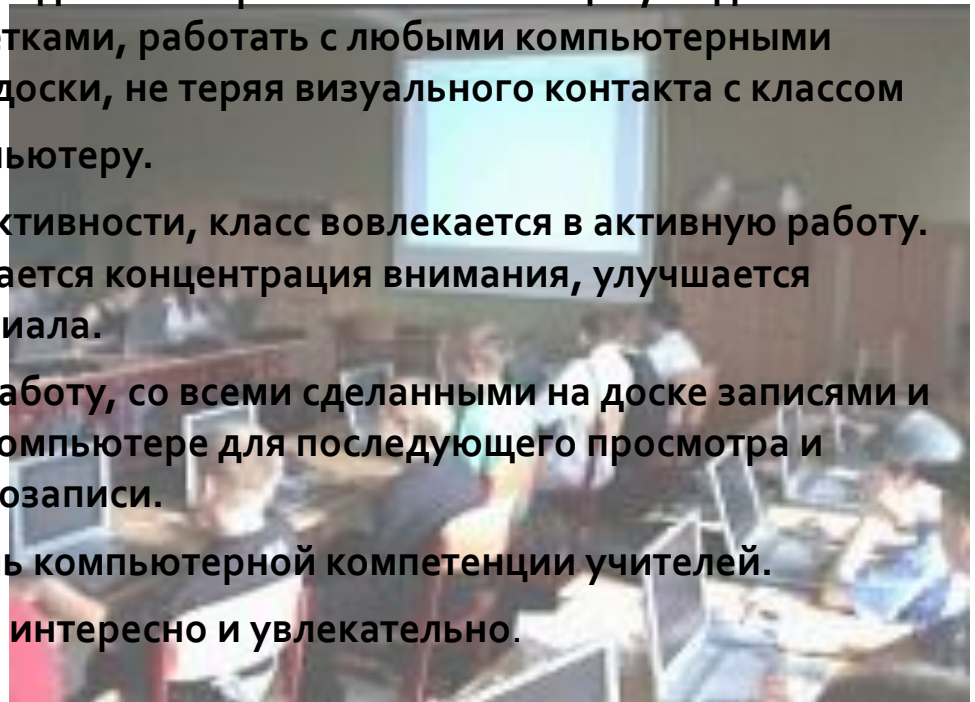 тками, работать с любыми компьютерными
доски, не теряя визуального контакта с классом
ьютеру.
ктивности, класс вовлекается в активную работу.
ается концентрация внимания, улучшается
иала.
аботу, со всеми сделанными на доске записями и
омпьютере для последующего просмотра и
озаписи.
ь компьютерной компетенции учителей.
интересно и увлекательно.